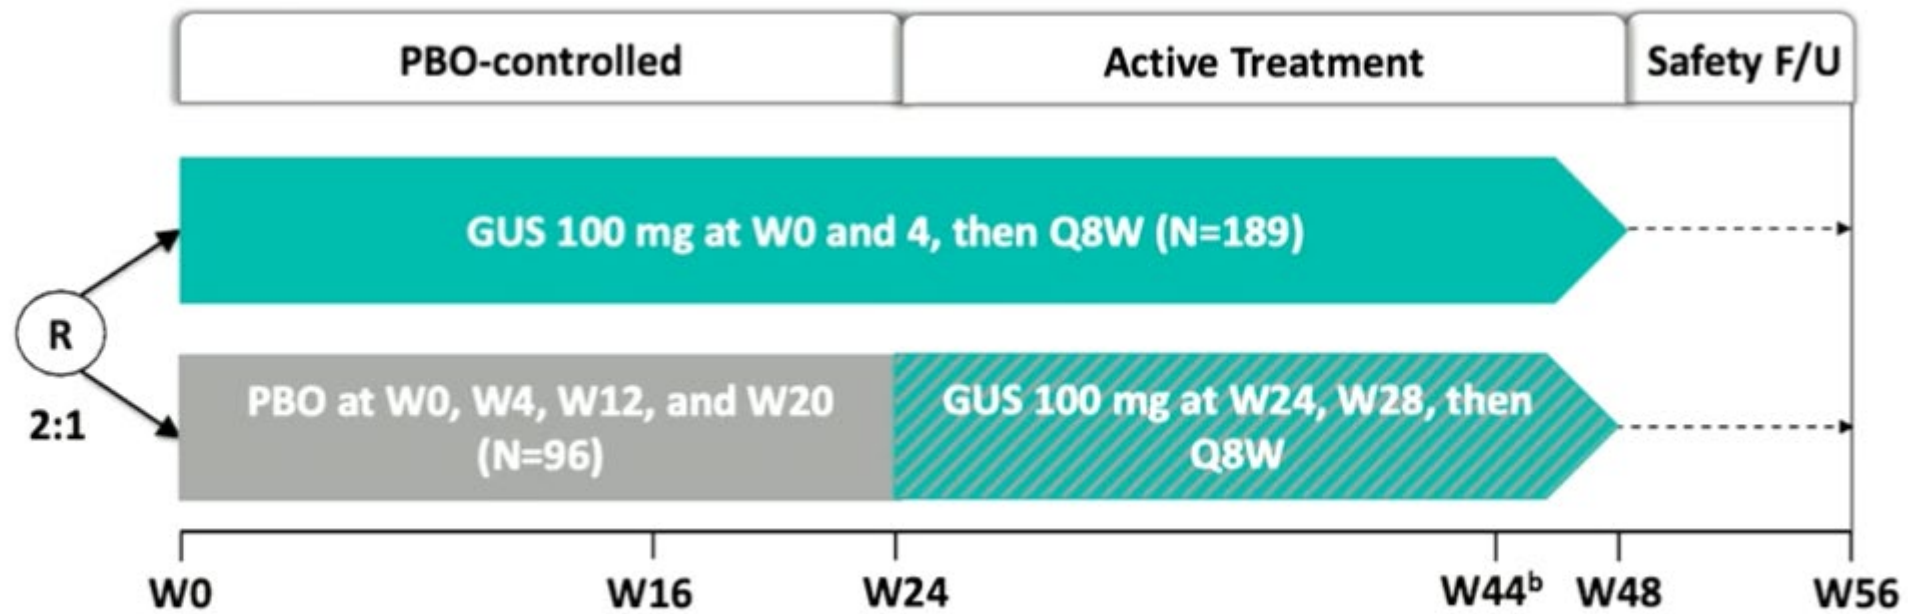 PBO-controlled
Active Treatment
Safety F/U
GUS 100 mg at W0 and 4, then Q8W (N=189)
R
2:1
PBO at W0, W4, W12, and W20
(N=96)
GUS 100 mg at W24, W28, then
Q8W
W0
W16
W24
W44ᵇ
W48
W56